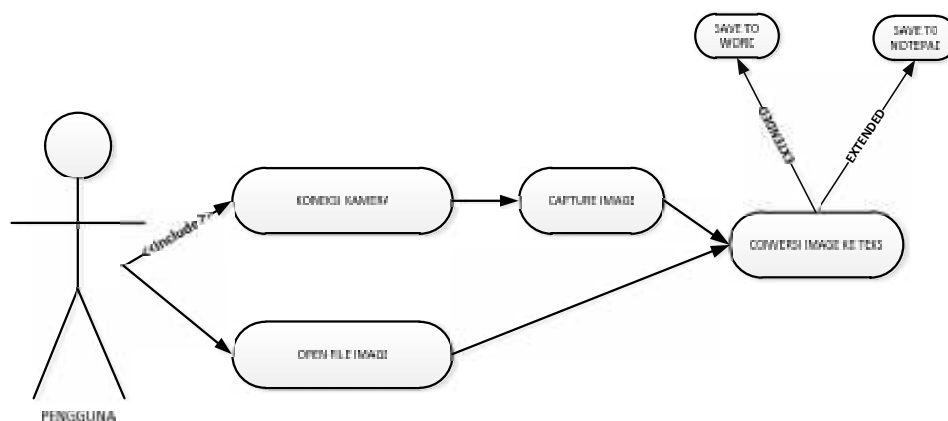 SAVE TO
WORD
SAVE TO
NOTEPAD
EXTENDED
EXTENDED
KONEKSI KAMERA
CAPTURE IMAGE
<<include>>
CONVERSI IMAGE KE TEKS
OPEN FILE IMAGE
PENGGUNA